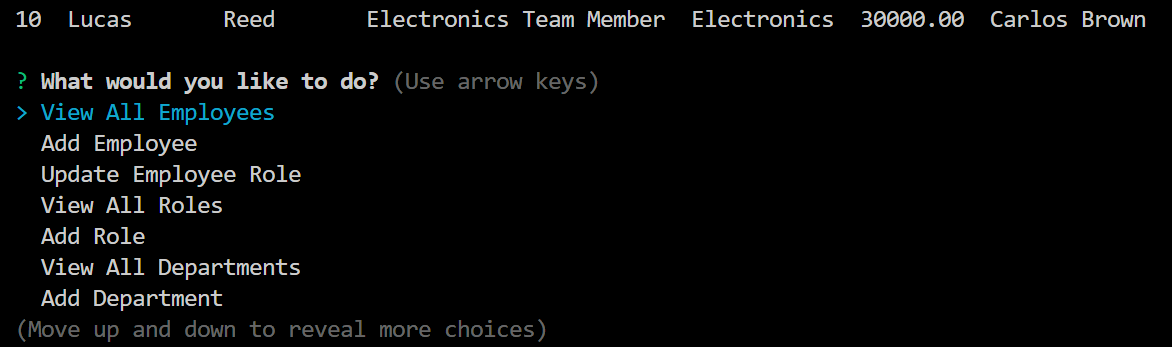 10  Lucas       Reed       Electronics Team Member  Electronics  30000.00  Carlos Brown
? What would you like to do? (Use arrow keys)
> View All Employees
  Add Employee
  Update Employee Role
  View All Roles
  Add Role
  View All Departments
  Add Department
(Move up and down to reveal more choices)